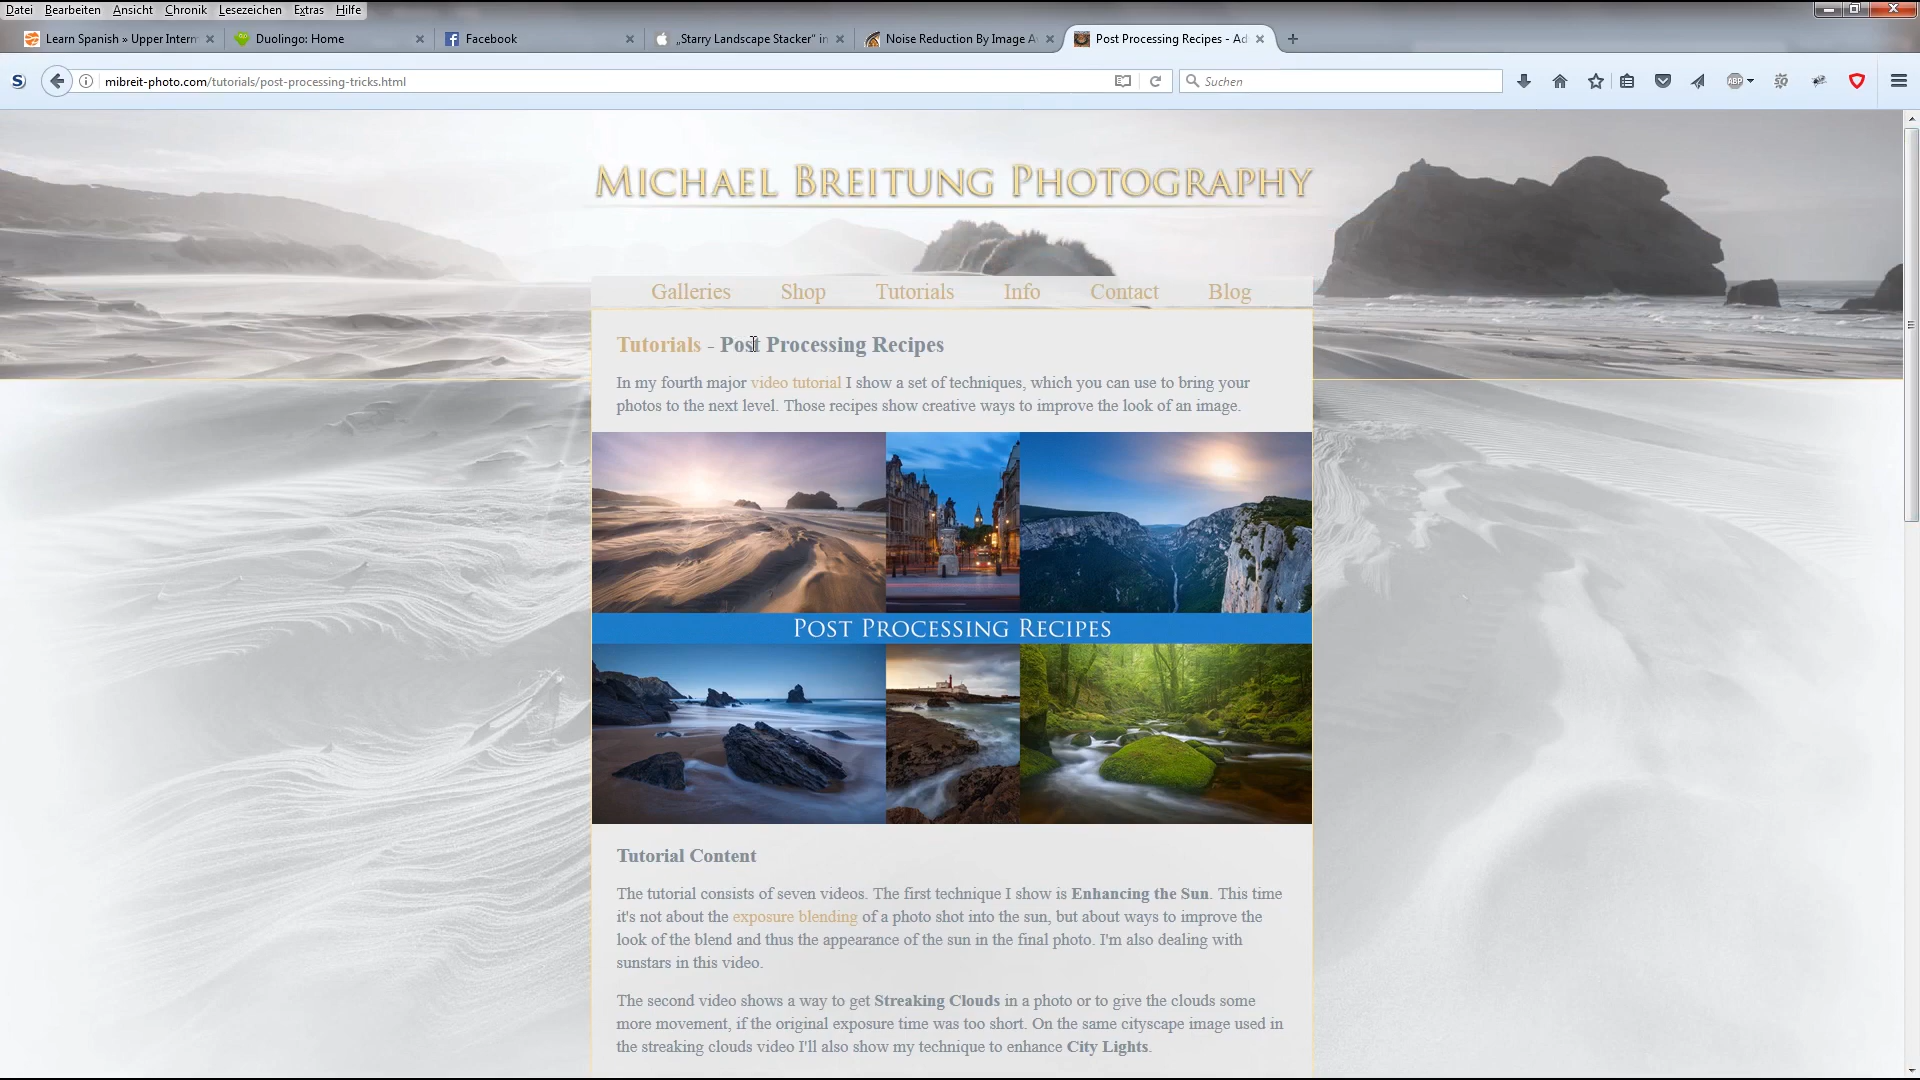 Datei Bearbeiten Ansicht Chronik Lesezeichen Extras Hilfe
Learn Spanish » Upper Interm
Duolingo: Home
Facebook
„Starry Landscape Stacker“ in
Noise Reduction By Image A
Post Processing Recipes - Ad
mibreit-photo.com/tutorials/post-processing-tricks.html
Suchen
ABP
MICHAEL BREITUNG PHOTOGRAPHY
Galleries Shop Tutorials Info Contact Blog
Tutorials - Post Processing Recipes
In my fourth major video tutorial I show a set of techniques, which you can use to bring your
photos to the next level. Those recipes show creative ways to improve the look of an image.
POST PROCESSING RECIPES
Tutorial Content
The tutorial consists of seven videos. The first technique I show is Enhancing the Sun. This time
it's not about the exposure blending of a photo shot into the sun, but about ways to improve the
look of the blend and thus the appearance of the sun in the final photo. I'm also dealing with
sunstars in this video.
The second video shows a way to get Streaking Clouds in a photo or to give the clouds some
more movement, if the original exposure time was too short. On the same cityscape image used in
the streaking clouds video I'll also show my technique to enhance City Lights.